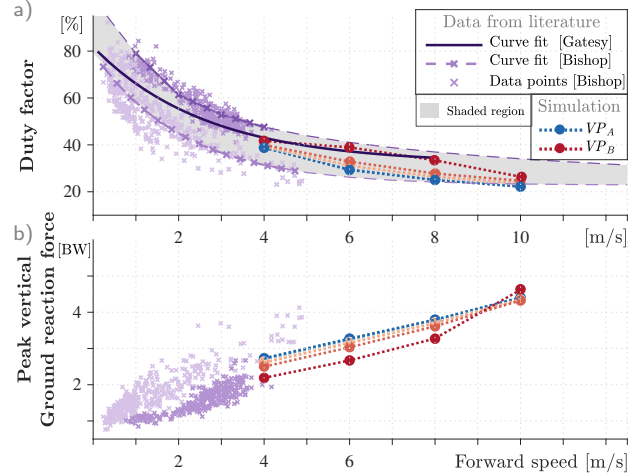 a)
[%]
Data from literature
Curve fit [Gatesy]
Curve fit [Bishop]
Data points [Bishop]
Shaded region
Simulation
VP_A
VP_B
Duty factor
80
60
40
20
2
4
6
8
10
[m/s]
b)
[BW]
Peak vertical
Ground reaction force
4
2
2
4
6
8
Forward speed
[m/s]